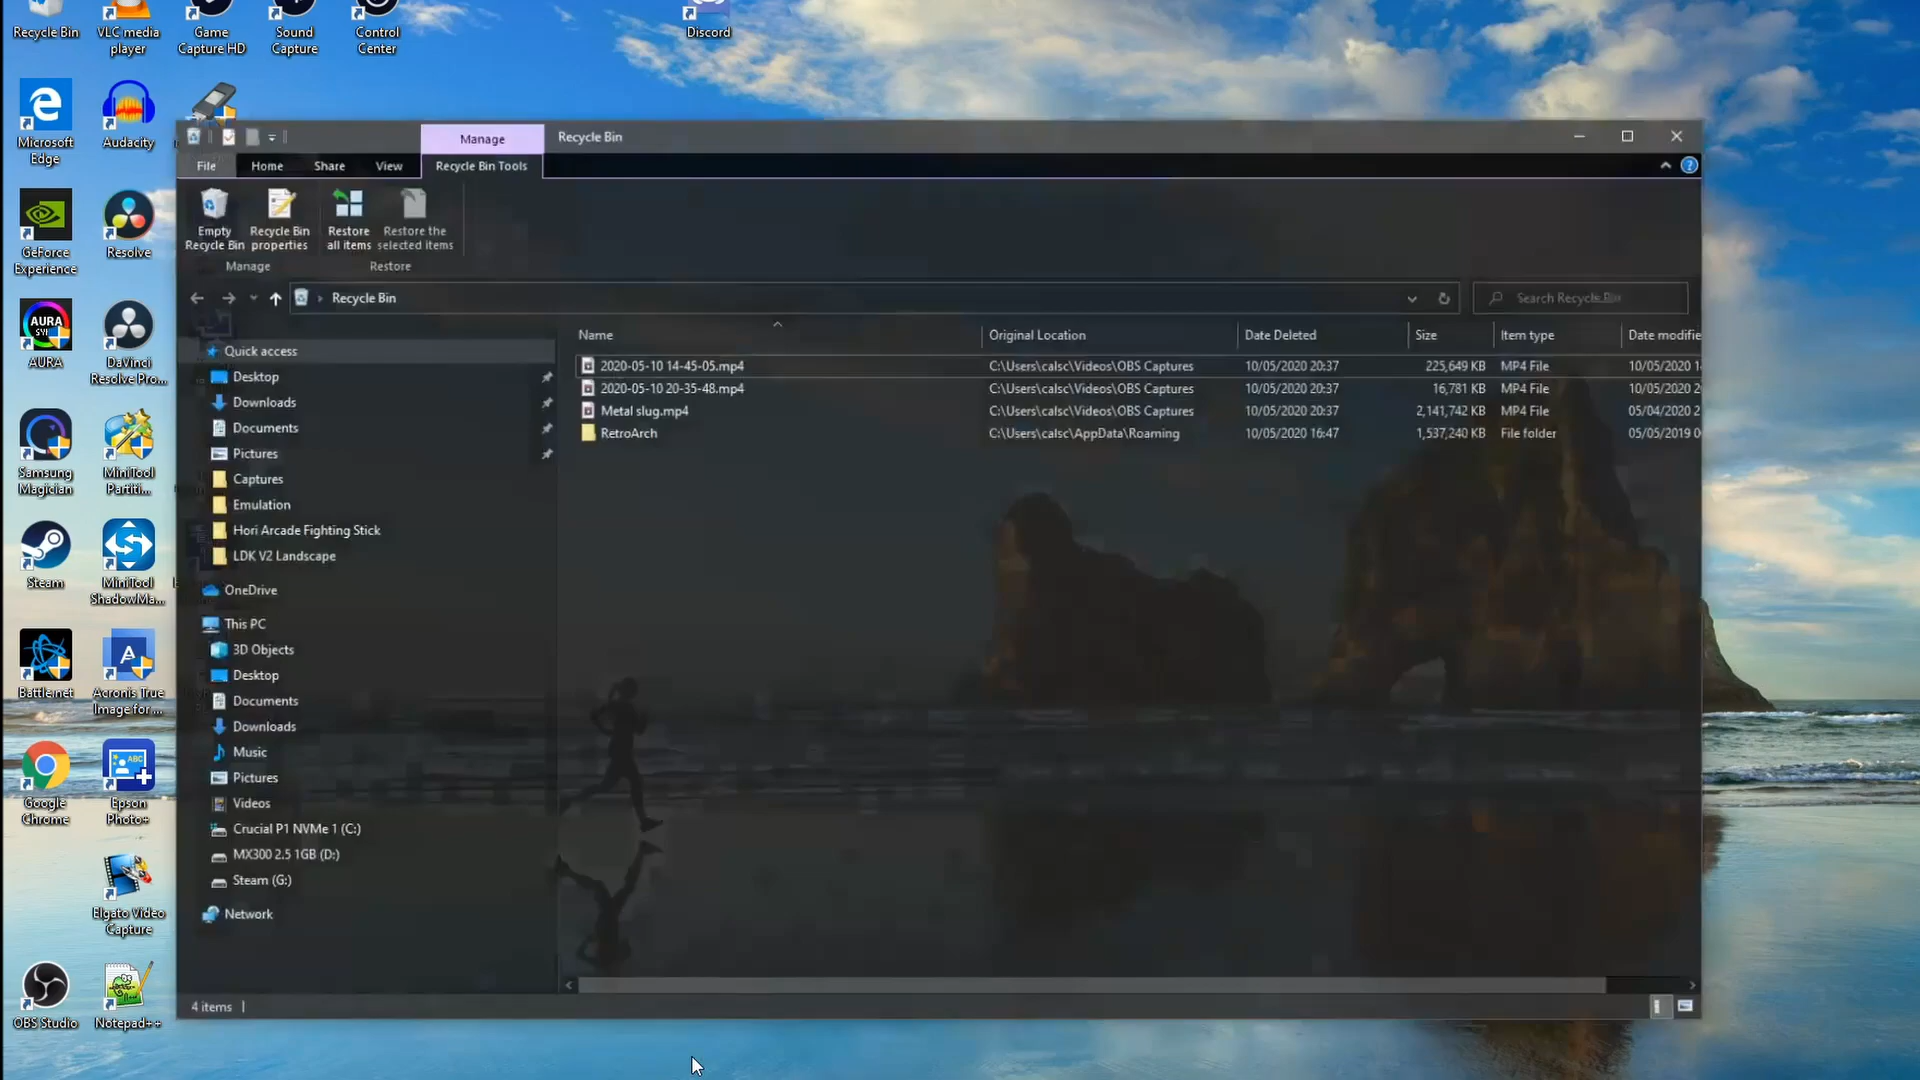 Recycle Bin
VLC media
player
Game
Capture HD
Sound
Capture
Control
Center
Discord
Microsoft
Edge
Audacity
GeForce
Experience
Resolve
AURA
AURA
DaVinci
Resolve Pro...
Samsung
Magician
MiniTool
Partiti...
Steam
MiniTool
ShadowMa...
Battle.net
Acronis True
Image for ...
Google
Chrome
ABC
Epson
Photo+
Elgato Video
Capture
OBS Studio
Notepad++
Manage
Recycle Bin
File
Home
Share
View
Recycle Bin Tools
Empty
Recycle Bin
Recycle Bin
properties
Restore
all items
Restore the
selected items
Manage
Restore
Recycle Bin
Search Recycle Bin
Name
Original Location
Date Deleted
Size
Item type
Date modifie
2020-05-10 14-45-05.mp4 C:\Users\calsc\Videos\OBS Captures 10/05/2020 20:37 225,649 KB MP4 File 10/05/2020 1
2020-05-10 20-35-48.mp4 C:\Users\calsc\Videos\OBS Captures 10/05/2020 20:37 16,781 KB MP4 File 10/05/2020 2
Metal slug.mp4 C:\Users\calsc\Videos\OBS Captures 10/05/2020 20:37 2,141,742 KB MP4 File 05/04/2020 2
RetroArch C:\Users\calsc\AppData\Roaming 10/05/2020 16:47 1,537,240 KB File folder 05/05/2019 0
Quick access
Desktop
Downloads
Documents
Pictures
Captures
Emulation
Hori Arcade Fighting Stick
LDK V2 Landscape
OneDrive
This PC
3D Objects
Desktop
Documents
Downloads
Music
Pictures
Videos
Crucial P1 NVMe 1 (C:)
MX300 2.5 1GB (D:)
Steam (G:)
Network
4 items